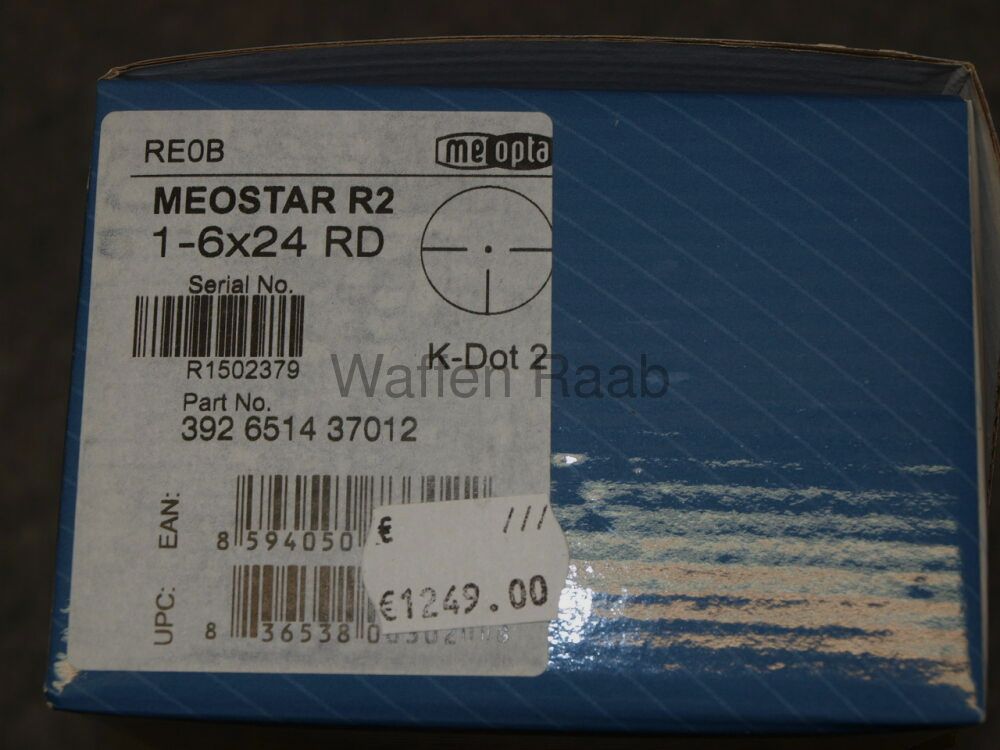 RE0B
meopta
MEOSTAR R2
1-6x24 RD
Serial No.
R1502379
K-Dot 2
Waffen Raab
Part No.
392 6514 37012
EAN:
8 594050
€ ///
€1249.00
UPC:
8 36538